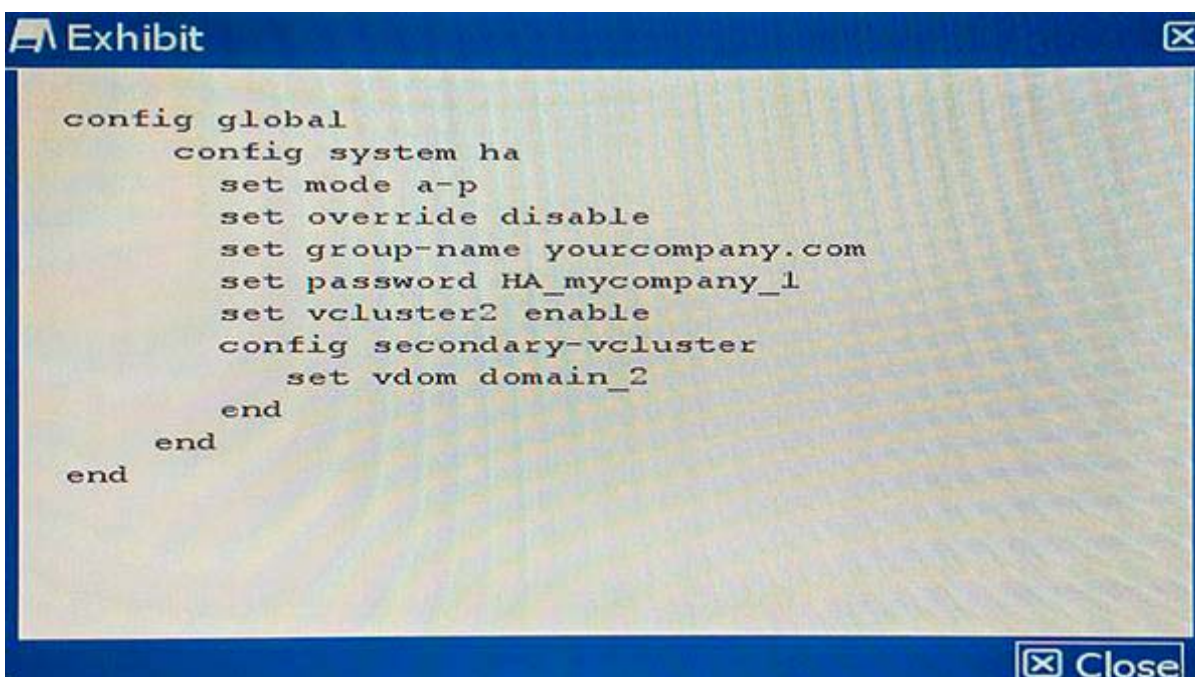 Exhibit
config global
config system ha
set mode a-p
set override disable
set group-name yourcompany.com
set password HA_mycompany_1
set vcluster2 enable
config secondary-vcluster
set vdom domain_2
end
end
end
Close